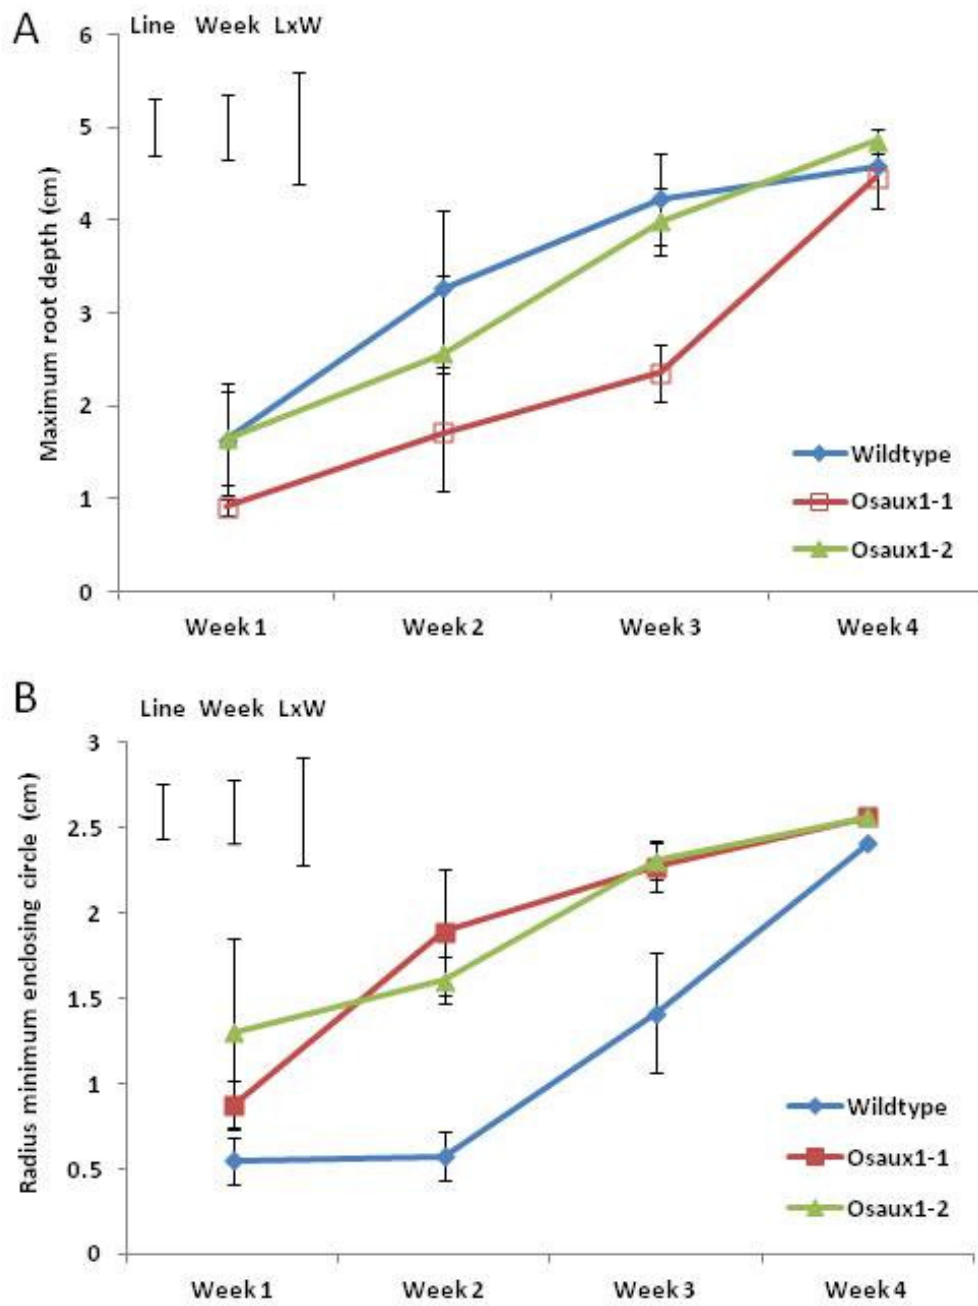 A
Line Week LxW
6
5
4
3
2
1
0
Maximum root depth (cm)
Wildtype
Osaux1-1
Osaux1-2
Week 1 Week 2 Week 3 Week 4
B
Line Week LxW
3
2.5
2
1.5
1
0.5
0
Radius minimum enclosing circle (cm)
Wildtype
Osaux1-1
Osaux1-2
Week 1 Week 2 Week 3 Week 4